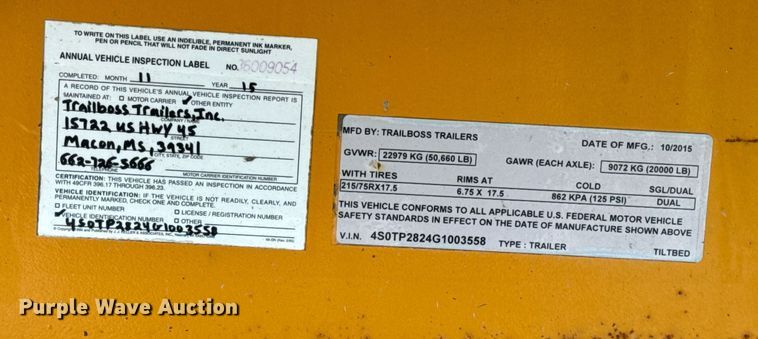 TO WRITE ON THIS LABEL USE AN INDELIBLE, PERMANENT INK MARKER,
PEN OR PENCIL THAT WILL NOT FADE IN DIRECT SUNLIGHT
ANNUAL VEHICLE INSPECTION LABEL NO. 36009054
COMPLETED: MONTH 11 YEAR 15
A RECORD OF THIS VEHICLE'S ANNUAL VEHICLE INSPECTION REPORT IS
MAINTAINED AT: MOTOR CARRIER OTHER ENTITY
Trailboss Trailers, Inc.
COMPANY NAME
15722 US HWY 45
STREET
Macon, Ms, 39341
CITY, STATE, ZIP CODE
662-726-5666
TELEPHONE MOTOR CARRIER IDENTIFICATION NUMBER
CERTIFICATION: THIS VEHICLE HAS PASSED AN INSPECTION IN ACCORDANCE
WITH 49CFR 396.17 THROUGH 396.23.
VEHICLE IDENTIFICATION: IF THE VEHICLE IS NOT READILY, CLEARLY, AND
PERMANENTLY MARKED, CHECK ONE AND COMPLETE.
FLEET UNIT NUMBER LICENSE / REGISTRATION NUMBER
VEHICLE IDENTIFICATION NUMBER OTHER
4S0TP2824G1003558
MFD BY: TRAILBOSS TRAILERS DATE OF MFG.: 10/2015
GVWR: 22979 KG (50,660 LB) GAWR (EACH AXLE): 9072 KG (20000 LB)
WITH TIRES RIMS AT COLD SGL/DUAL
215/75RX17.5 6.75 X 17.5 862 KPA (125 PSI) DUAL
THIS VEHICLE CONFORMS TO ALL APPLICABLE U.S. FEDERAL MOTOR VEHICLE
SAFETY STANDARDS IN EFFECT ON THE DATE OF MANUFACTURE SHOWN ABOVE
V.I.N. 4S0TP2824G1003558 TYPE : TRAILER TILTBED
Purple Wave Auction